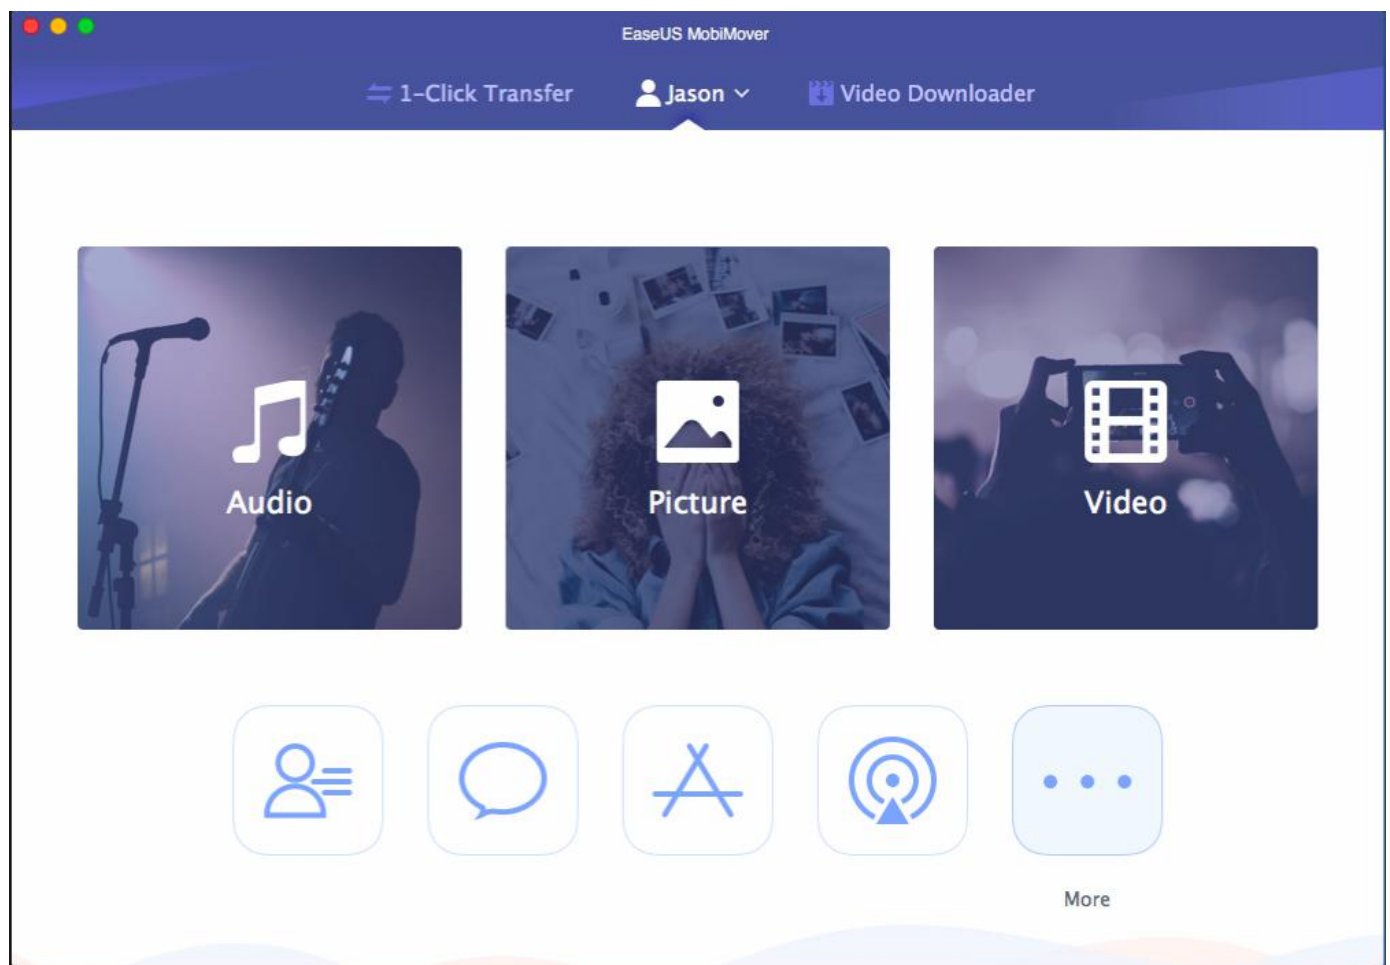 EaseUS MobiMover
1-Click Transfer
Jason
Video Downloader
Audio
Picture
Video
More